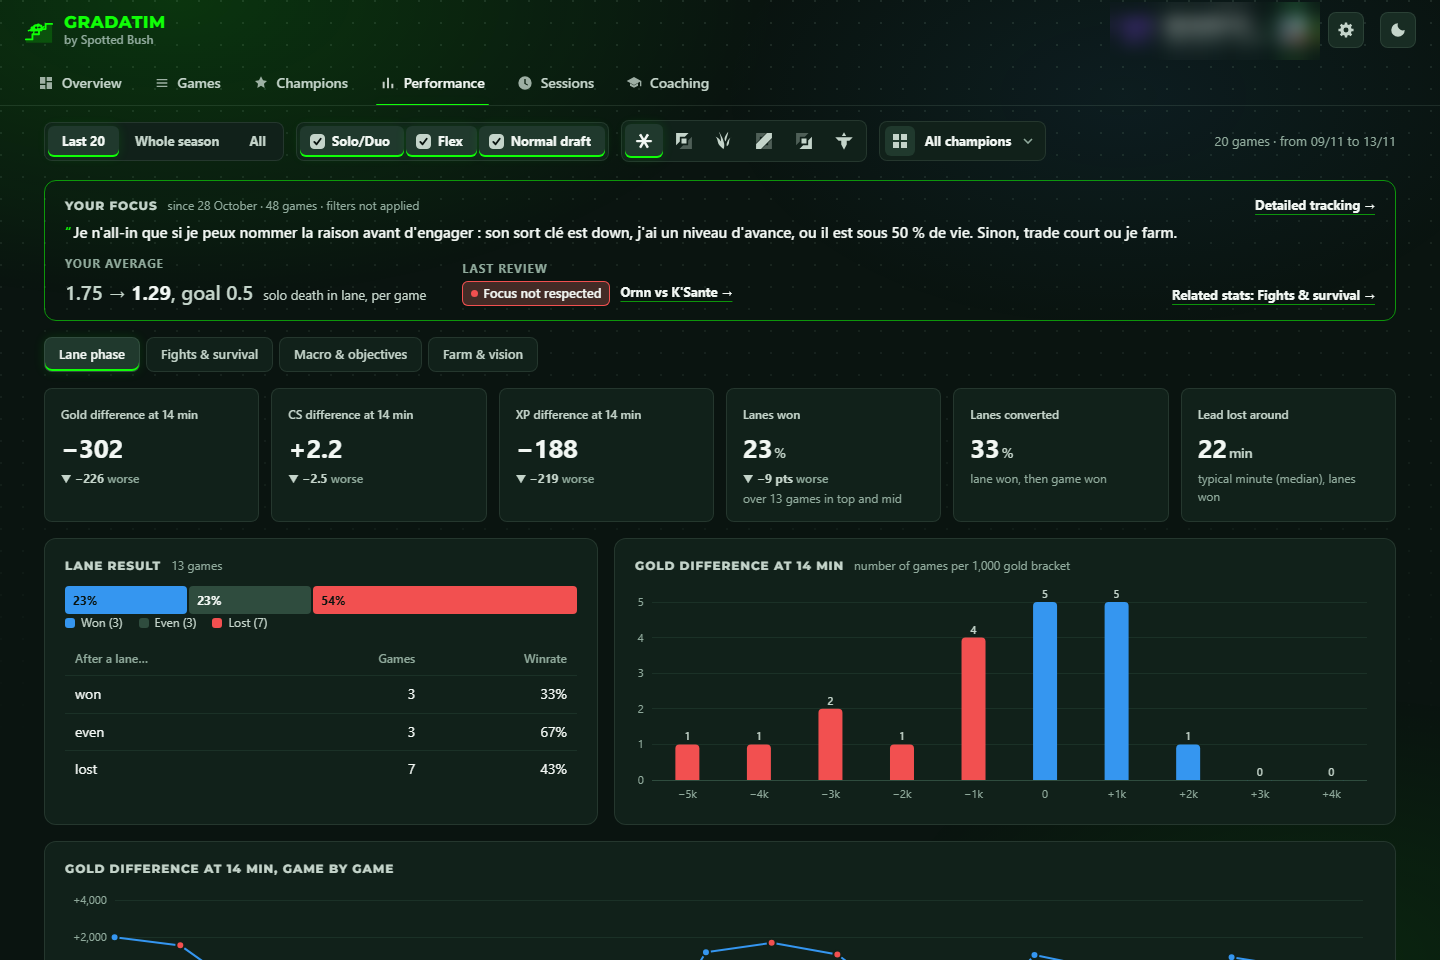 GRADATIM
by Spotted Bush
Overview Games Champions Performance Sessions Coaching
Last 20 Whole season All Solo/Duo Flex Normal draft All champions 20 games · from 09/11 to 13/11
YOUR FOCUS since 28 October · 48 games · filters not applied Detailed tracking →
“Je n'all-in que si je peux nommer la raison avant d'engager : son sort clé est down, j'ai un niveau d'avance, ou il est sous 50 % de vie. Sinon, trade court ou je farm.
YOUR AVERAGE
1.75 → 1.29, goal 0.5 solo death in lane, per game
LAST REVIEW
Focus not respected Ornn vs K'Sante →
Related stats: Fights & survival →
Lane phase Fights & survival Macro & objectives Farm & vision
Gold difference at 14 min
−302
▼ −226 worse
CS difference at 14 min
+2.2
▼ −2.5 worse
XP difference at 14 min
−188
▼ −219 worse
Lanes won
23 %
▼ −9 pts worse
over 13 games in top and mid
Lanes converted
33 %
lane won, then game won
Lead lost around
22 min
typical minute (median), lanes
won
LANE RESULT 13 games
23% 23% 54%
Won (3) Even (3) Lost (7)
After a lane... Games Winrate
won 3 33%
even 3 67%
lost 7 43%
GOLD DIFFERENCE AT 14 MIN number of games per 1,000 gold bracket
5
4
3
2
1
0
1 1 2 1 4 5 5 1 0 0
−5k −4k −3k −2k −1k 0 +1k +2k +3k +4k
GOLD DIFFERENCE AT 14 MIN, GAME BY GAME
+4,000
+2,000